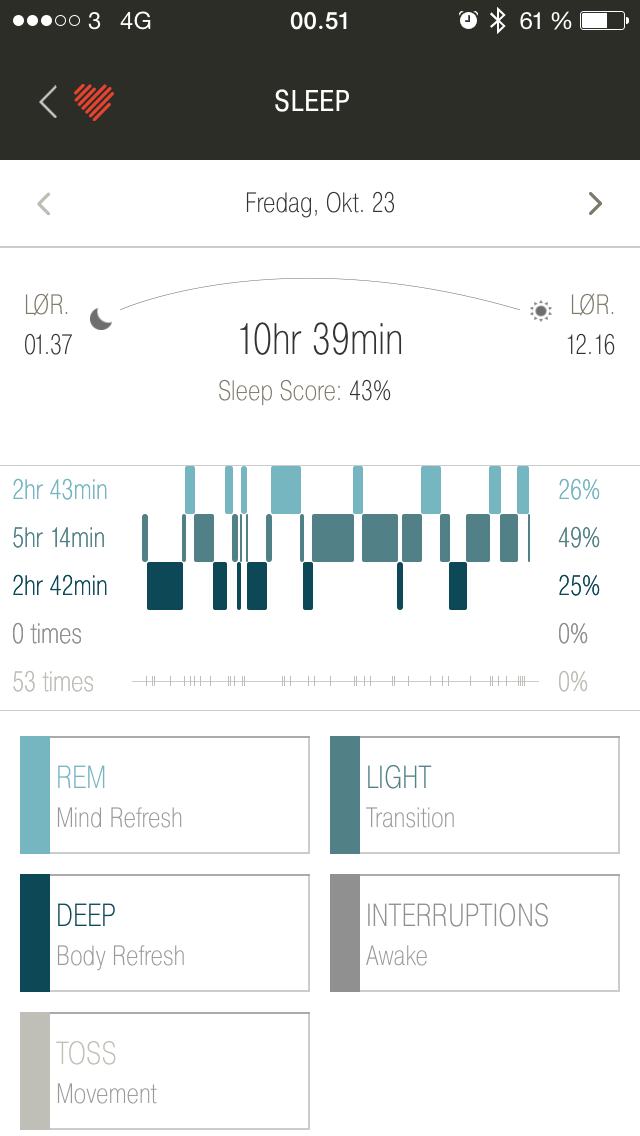 3 4G 00.51 61 %
SLEEP
Fredag, Okt. 23
LØR. LØR.
01.37 10hr 39min 12.16
Sleep Score: 43%
2hr 43min 26%
5hr 14min 49%
2hr 42min 25%
0 times 0%
53 times 0%
REM LIGHT
Mind Refresh Transition
DEEP INTERRUPTIONS
Body Refresh Awake
TOSS
Movement